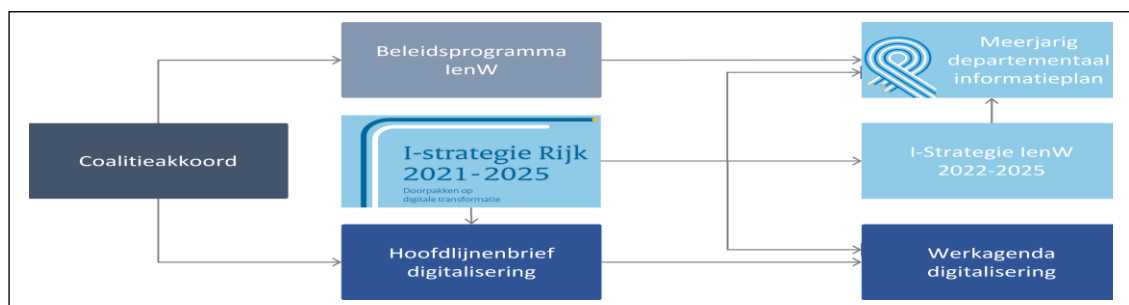 Beleidsprogramma
IenW
Meerjarig
departementaal
informatieplan
Coalitieakkoord
I-strategie Rijk
2021-2025
Doorpakken op
digitale transformatie
I-Strategie IenW
2022-2025
Hoofdlijnenbrief
digitalisering
Werkagenda
digitalisering